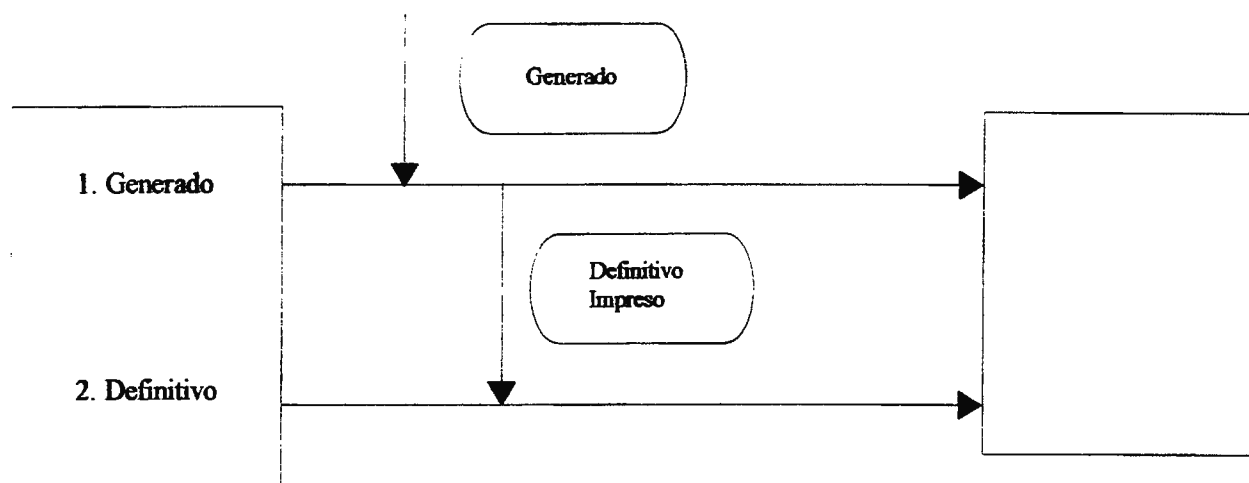 Generado
1. Generado
Definitivo
Impreso
2. Definitivo